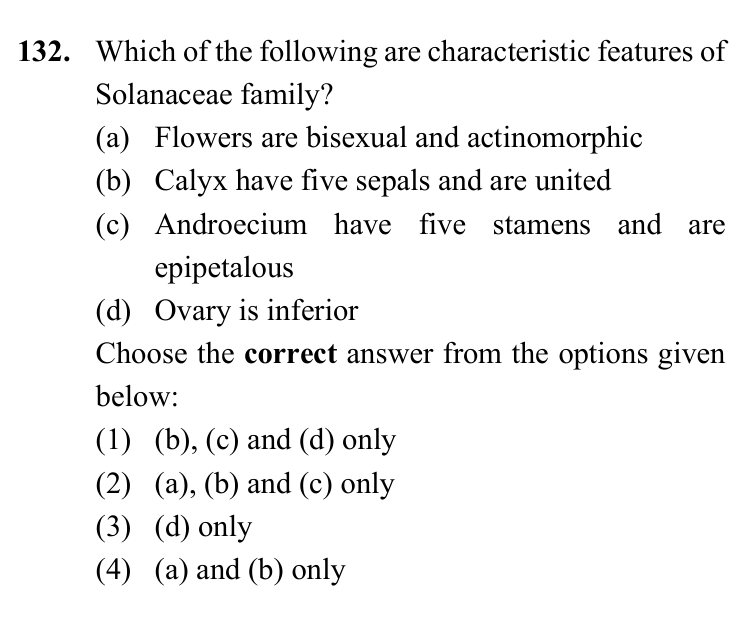 132. Which of the following are characteristic features of
Solanaceae family?
(a) Flowers are bisexual and actinomorphic
(b) Calyx have five sepals and are united
(c) Androecium have five stamens and are
epipetalous
(d) Ovary is inferior
Choose the correct answer from the options given
below:
(1) (b), (c) and (d) only
(2) (a), (b) and (c) only
(3) (d) only
(4) (a) and (b) only